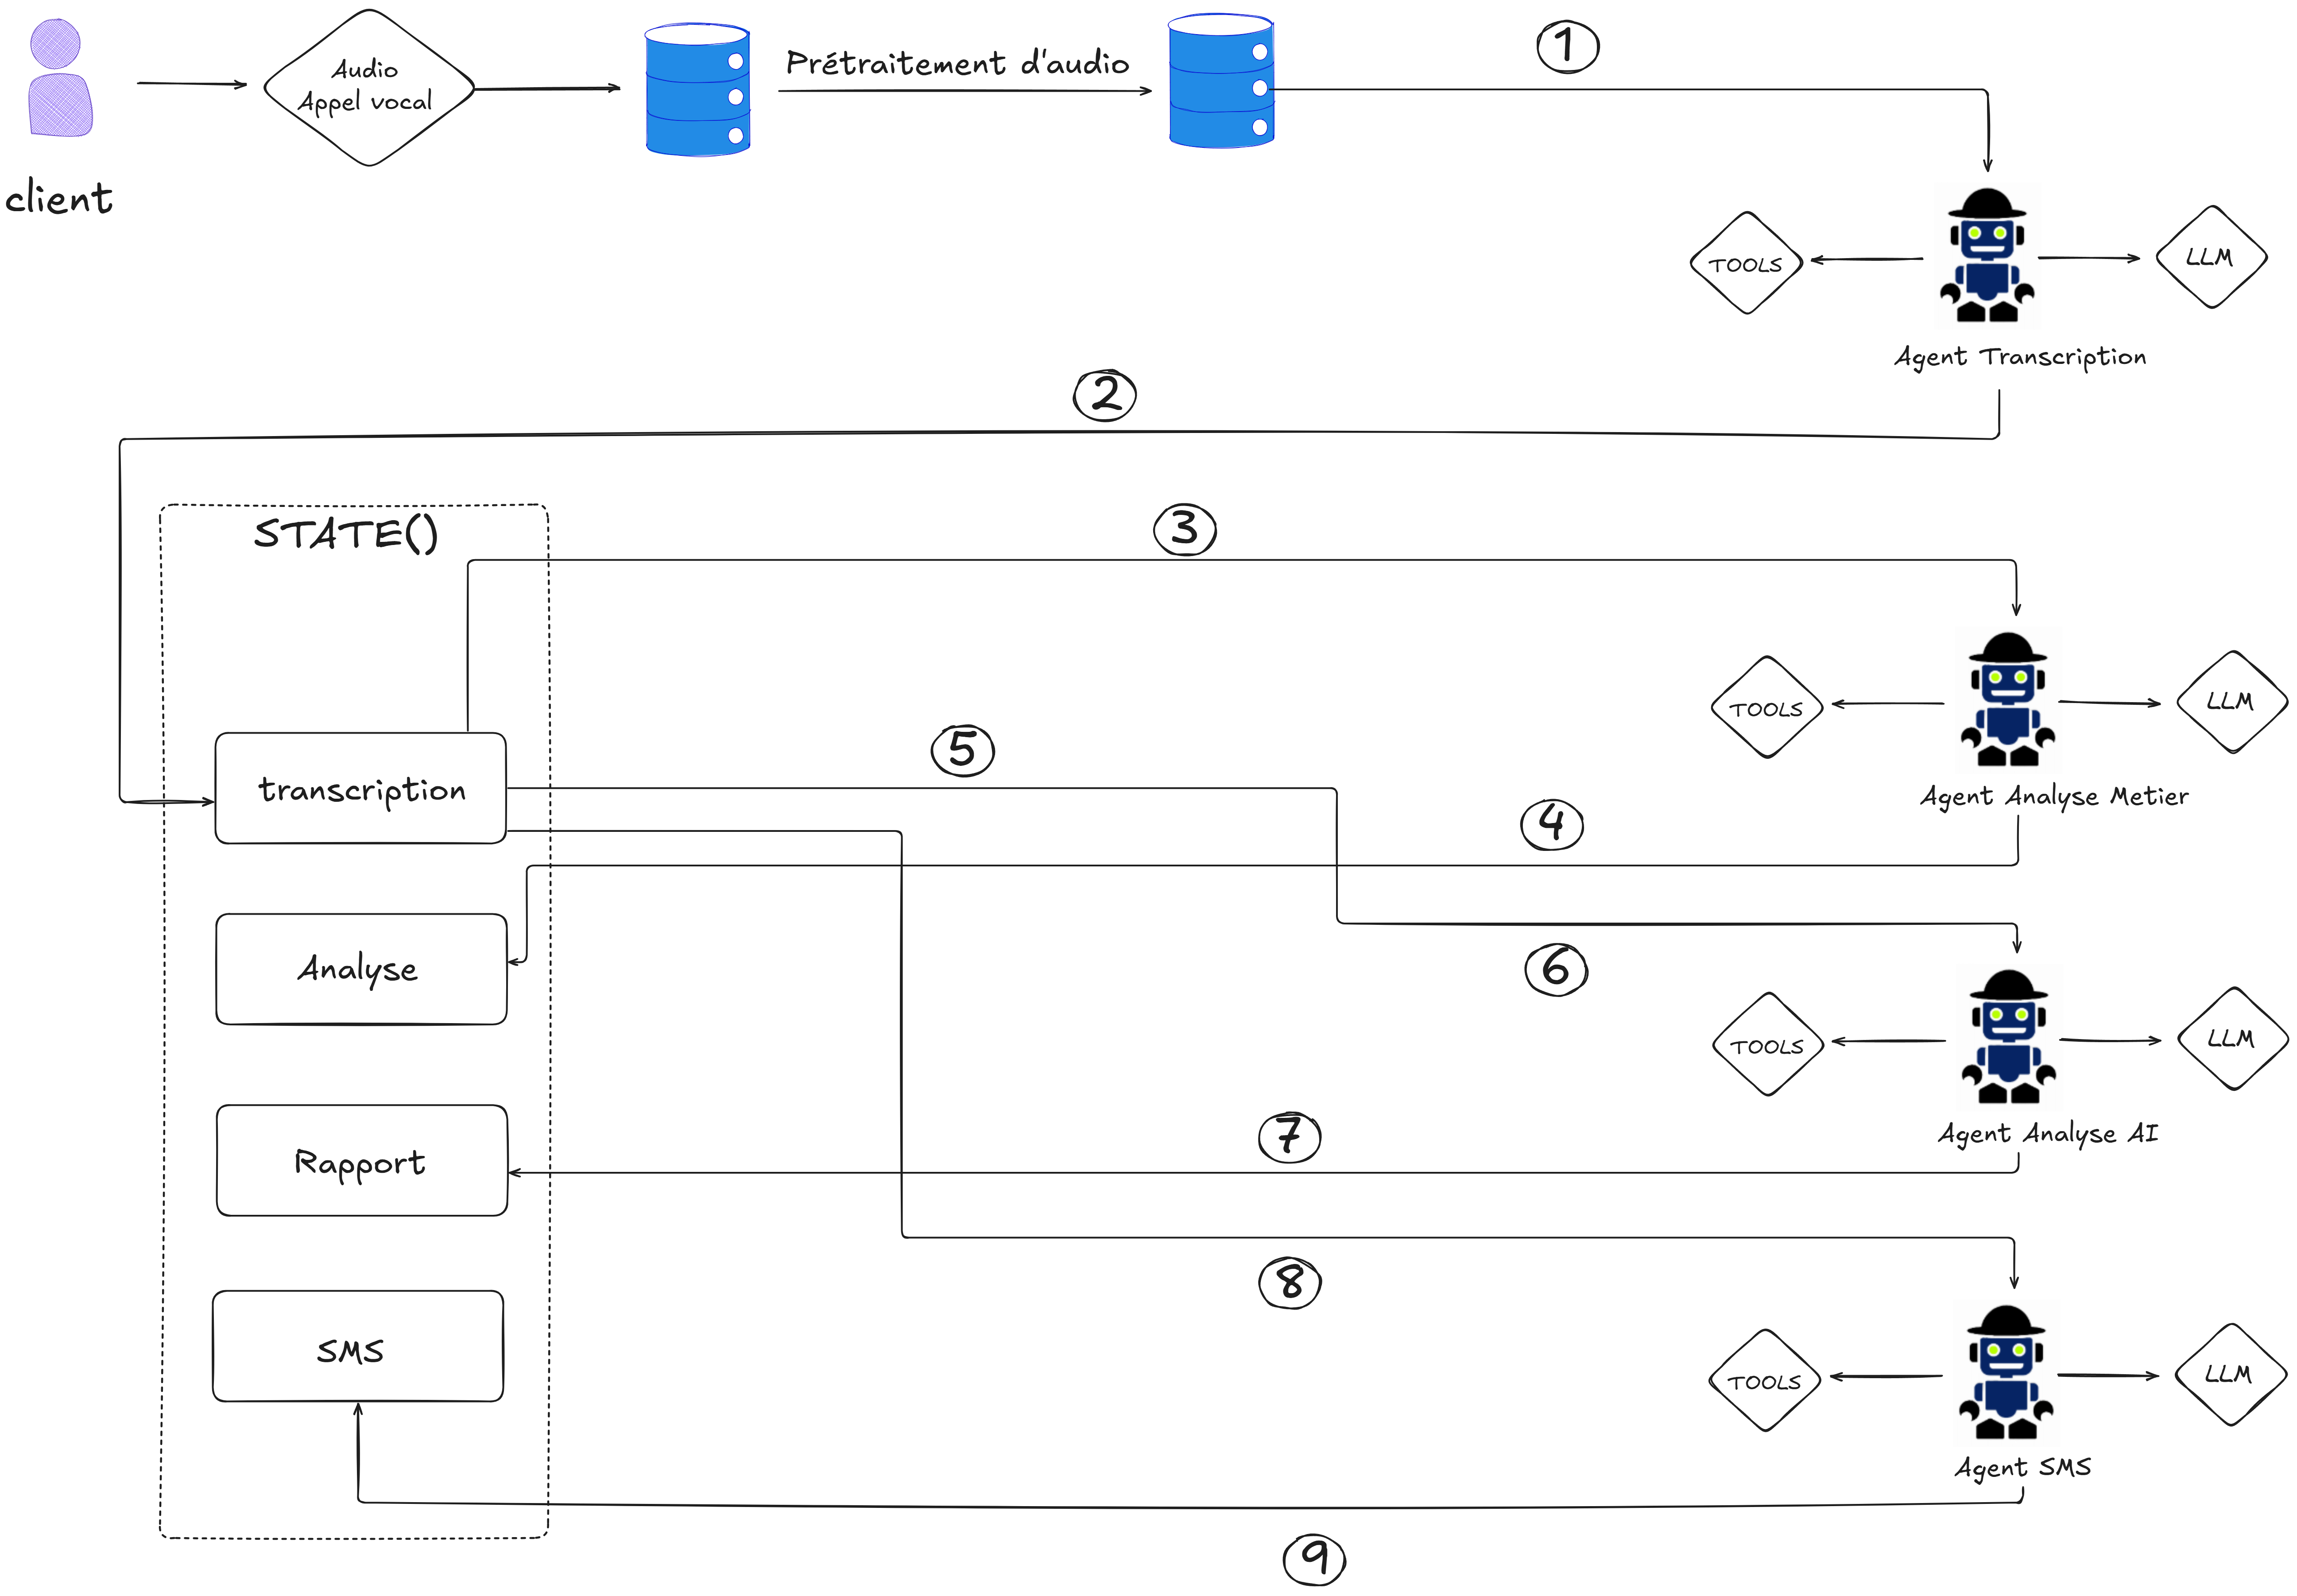 client
Audio
Appel vocal
Prétraitement d'audio
1
TOOLS
LLM
Agent Transcription
2
STATE()
3
TOOLS
LLM
Agent Analyse Metier
transcription
5
4
Analyse
6
TOOLS
LLM
Agent Analyse AI
Rapport
7
8
SMS
TOOLS
LLM
Agent SMS
9